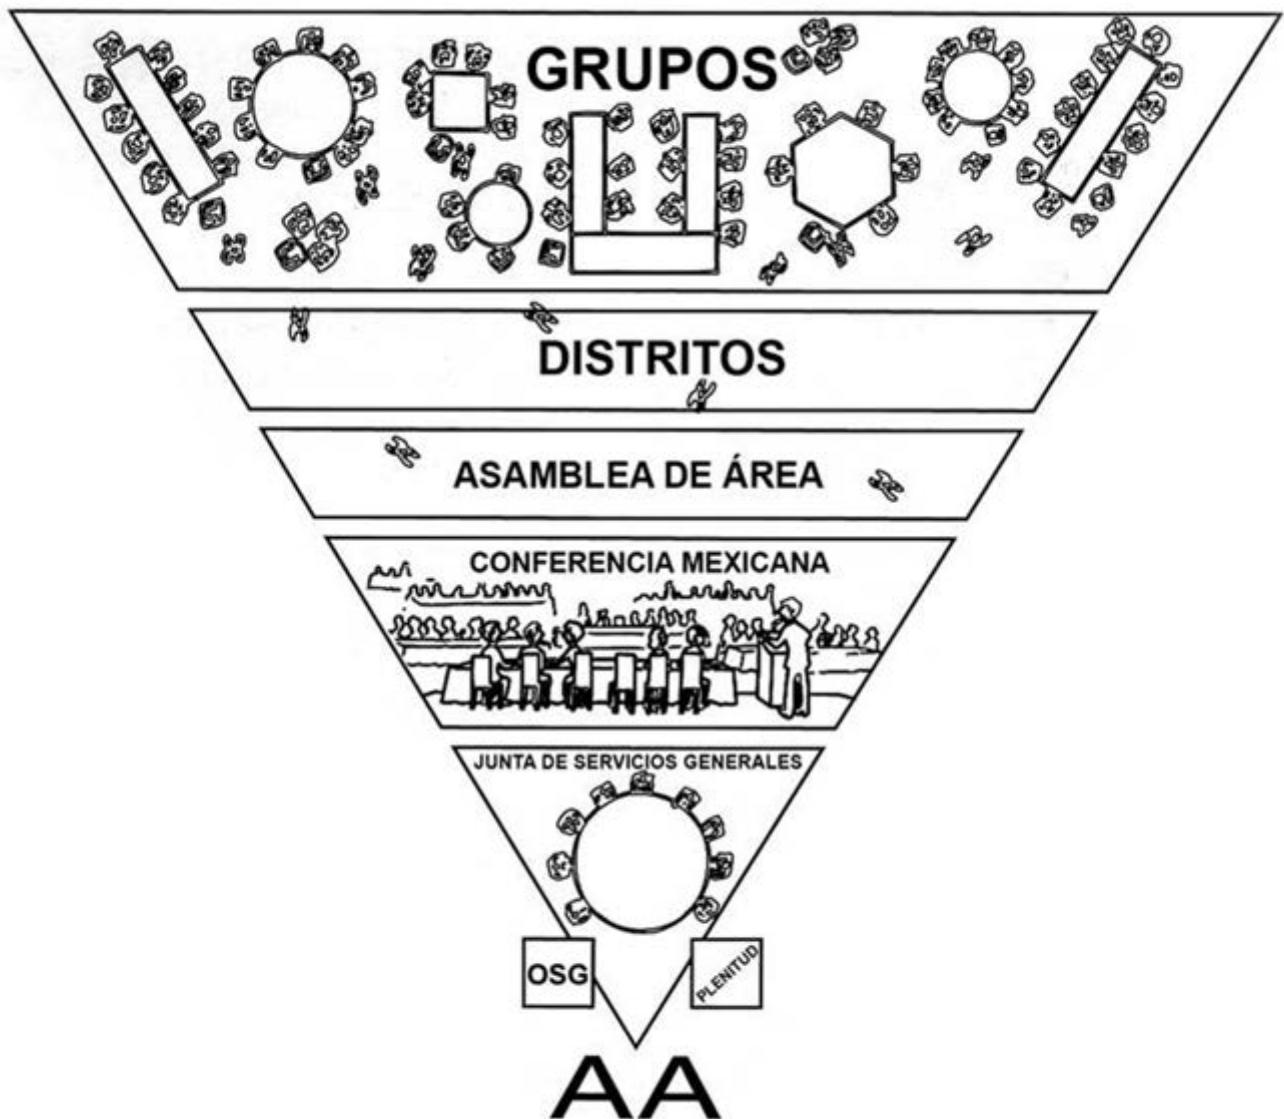 GRUPOS
DISTRITOS
ASAMBLEA DE ÁREA
CONFERENCIA MEXICANA
JUNTA DE SERVICIOS GENERALES
OSG
PLENITUD
AA